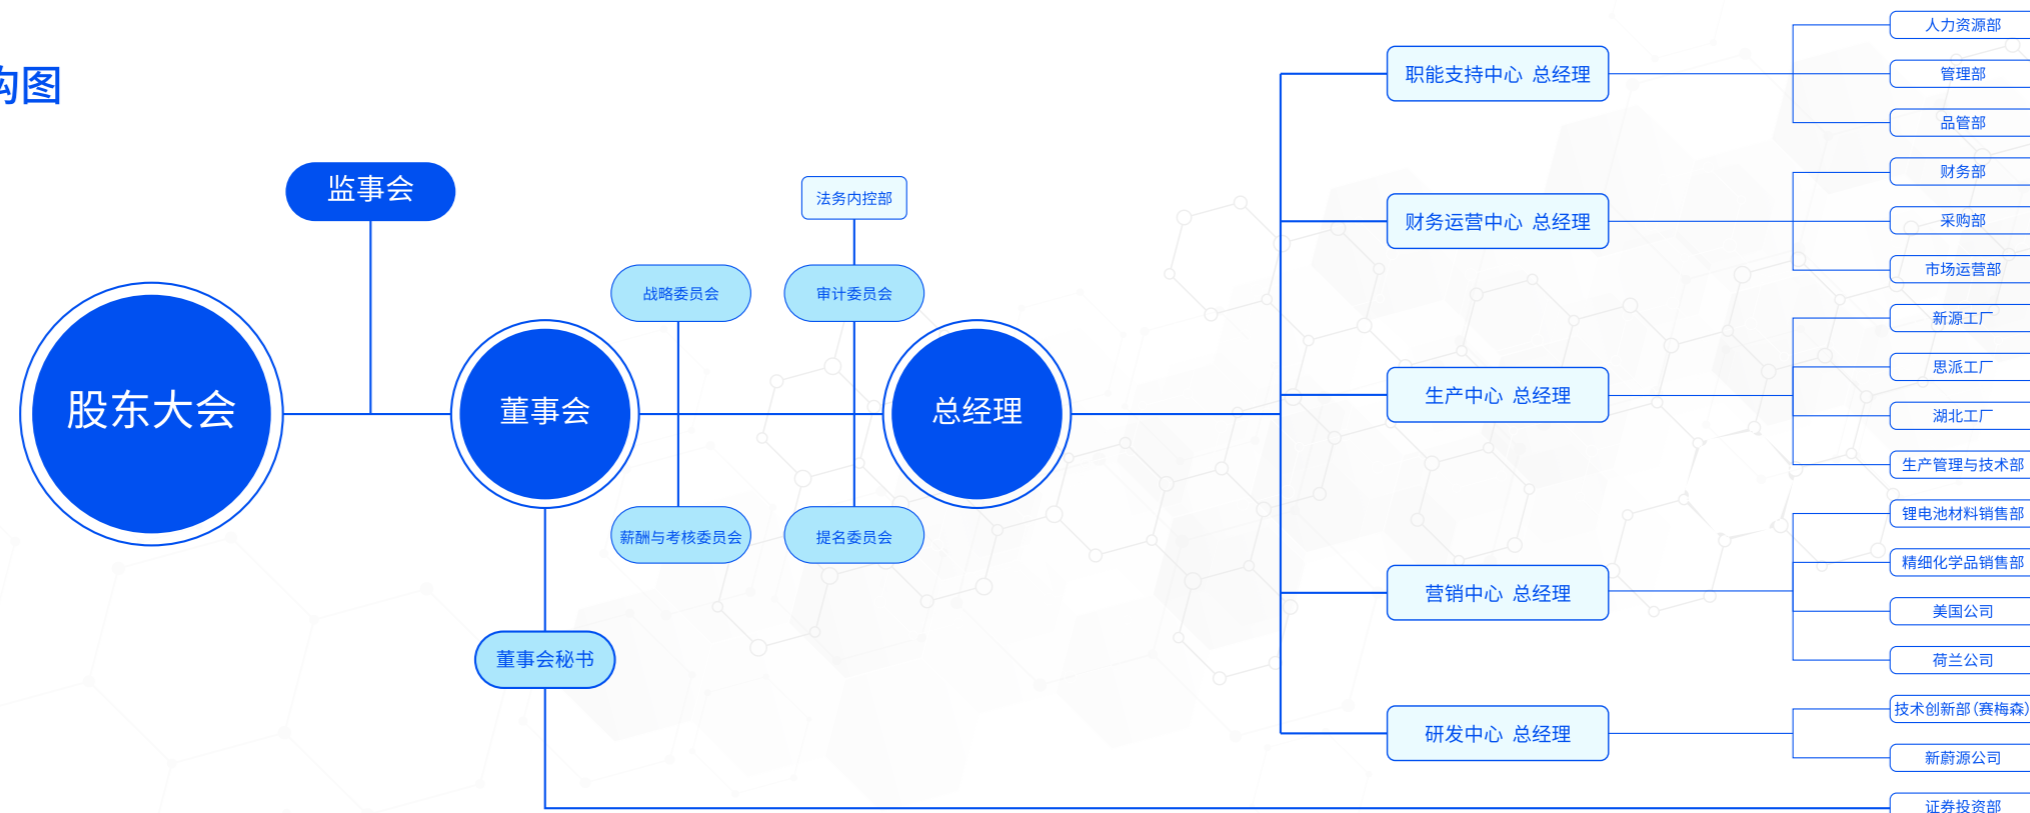 构图
监事会
股东大会
董事会
董事会秘书
战略委员会
薪酬与考核委员会
法务内控部
审计委员会
提名委员会
总经理
职能支持中心 总经理
人力资源部
管理部
品管部
财务运营中心 总经理
财务部
采购部
市场运营部
生产中心 总经理
新源工厂
思派工厂
湖北工厂
生产管理与技术部
营销中心 总经理
锂电池材料销售部
精细化学品销售部
美国公司
荷兰公司
研发中心 总经理
技术创新部(赛梅森)
新蔚源公司
证券投资部